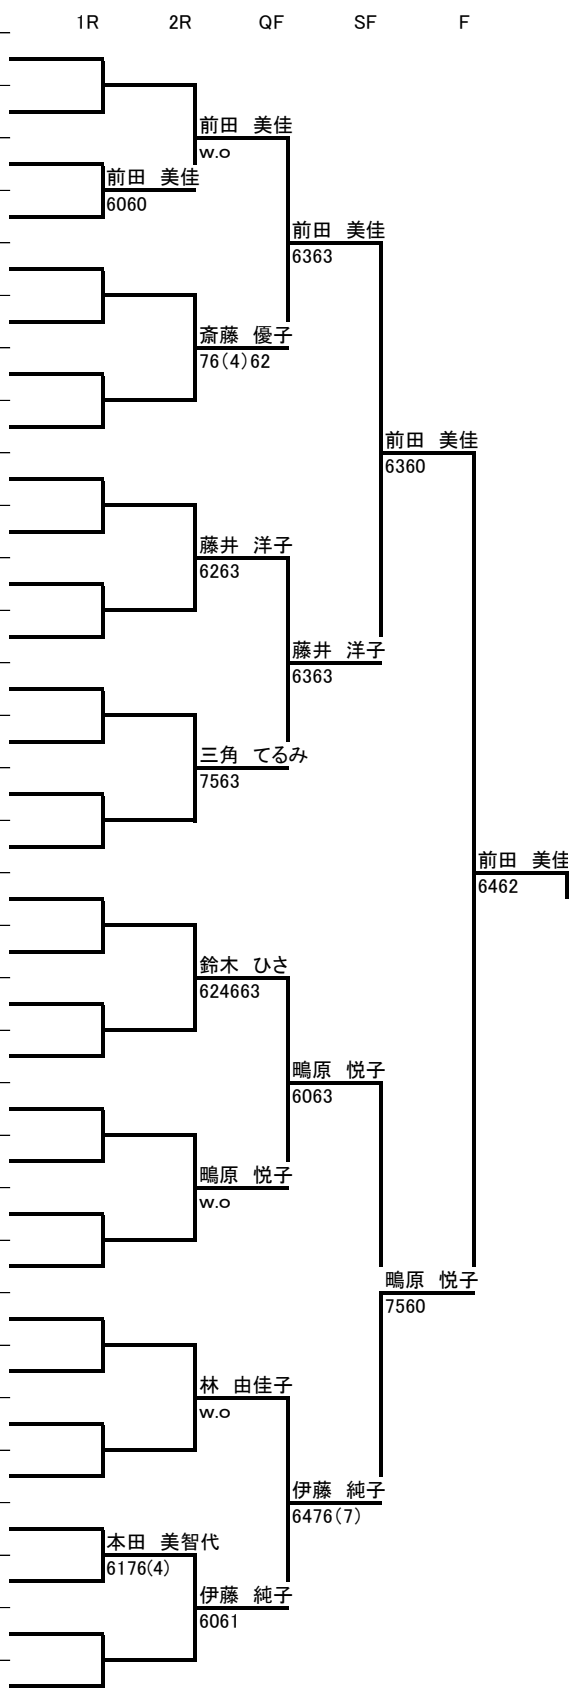 1R 2R QF SF F
前田 美佳
w.o
前田 美佳
6060
前田 美佳
6363
斎藤 優子
76(4)62
前田 美佳
6360
藤井 洋子
6263
藤井 洋子
6363
三角 てるみ
7563
前田 美佳
6462
鈴木 ひさ
624663
鴫原 悦子
6063
鴫原 悦子
w.o
鴫原 悦子
7560
林 由佳子
w.o
伊藤 純子
6476(7)
本田 美智代
6176(4)
伊藤 純子
6061